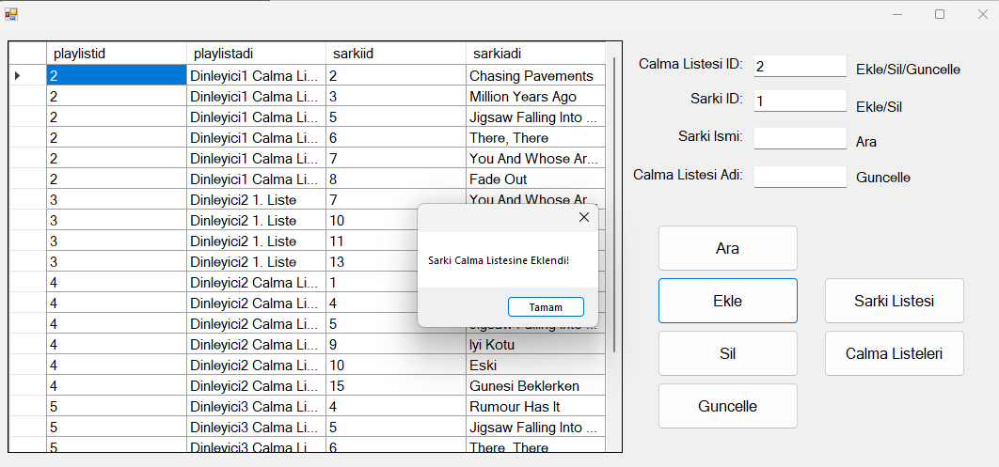 playlistid playlistadi sarkiid sarkiadi
2 Dinleyici1 Calma Li... 2 Chasing Pavements
2 Dinleyici1 Calma Li... 3 Million Years Ago
2 Dinleyici1 Calma Li... 5 Jigsaw Falling Into ...
2 Dinleyici1 Calma Li... 6 There, There
2 Dinleyici1 Calma Li... 7 You And Whose Ar...
2 Dinleyici1 Calma Li... 8 Fade Out
3 Dinleyici2 1. Liste 7 You And Whose Ar...
3 Dinleyici2 1. Liste 10
3 Dinleyici2 1. Liste 11
3 Dinleyici2 1. Liste 13
4 Dinleyici2 Calma Li... 1
4 Dinleyici2 Calma Li... 4
4 Dinleyici2 Calma Li... 5 Jigsaw Falling Into ...
4 Dinleyici2 Calma Li... 9 Iyi Kotu
4 Dinleyici2 Calma Li... 10 Eski
4 Dinleyici2 Calma Li... 15 Gunesi Beklerken
5 Dinleyici3 Calma Li... 4 Rumour Has It
5 Dinleyici3 Calma Li... 5 Jigsaw Falling Into ...
5 Dinleyici3 Calma Li... 6 There, There
Sarki Calma Listesine Eklendi!
Tamam
Calma Listesi ID: 2 Ekle/Sil/Guncelle
Sarki ID: 1 Ekle/Sil
Sarki Ismi: Ara
Calma Listesi Adi: Guncelle
Ara
Ekle Sarki Listesi
Sil Calma Listeleri
Guncelle